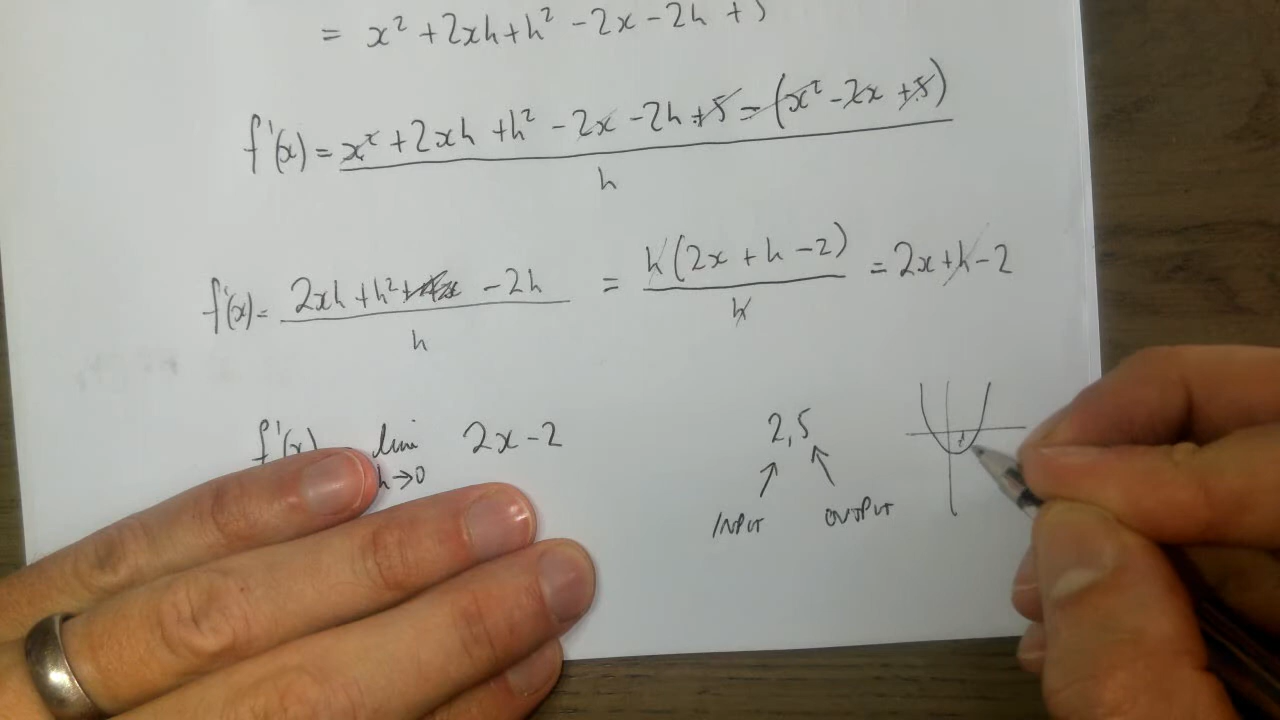 = x² + 2xh + h² - 2x - 2h + 5
f'(x) = x² + 2xh + h² - 2x - 2h + 5 - (x² - 2x + 5)
h
f'(x) = 2xh + h² - 2h = h(2x + h - 2) = 2x + h - 2
h h
f'(x) lim 2x - 2 2,5
h→0
INPUT OUTPUT